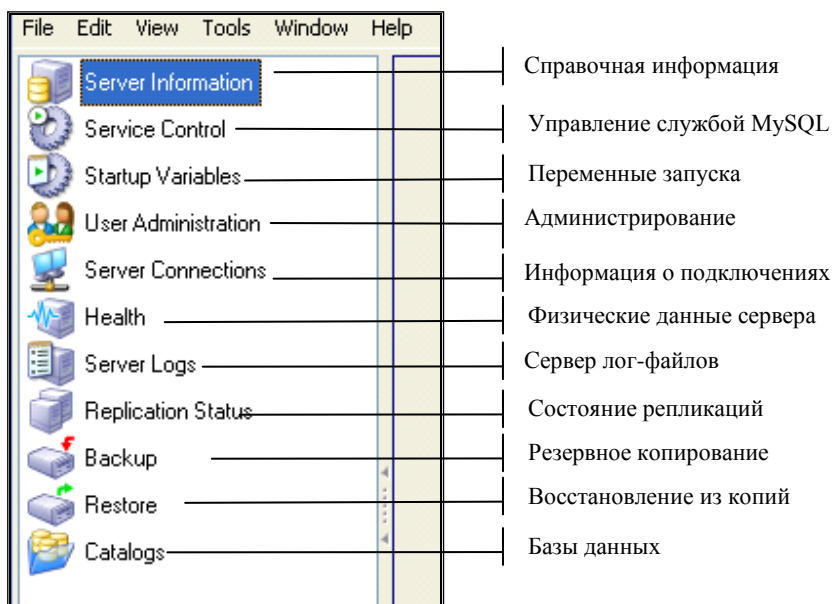 File Edit View Tools Window Help
Server Information Справочная информация
Service Control Управление службой MySQL
Startup Variables Переменные запуска
User Administration Администрирование
Server Connections Информация о подключениях
Health Физические данные сервера
Server Logs Сервер лог-файлов
Replication Status Состояние репликаций
Backup Резервное копирование
Restore Восстановление из копий
Catalogs Базы данных